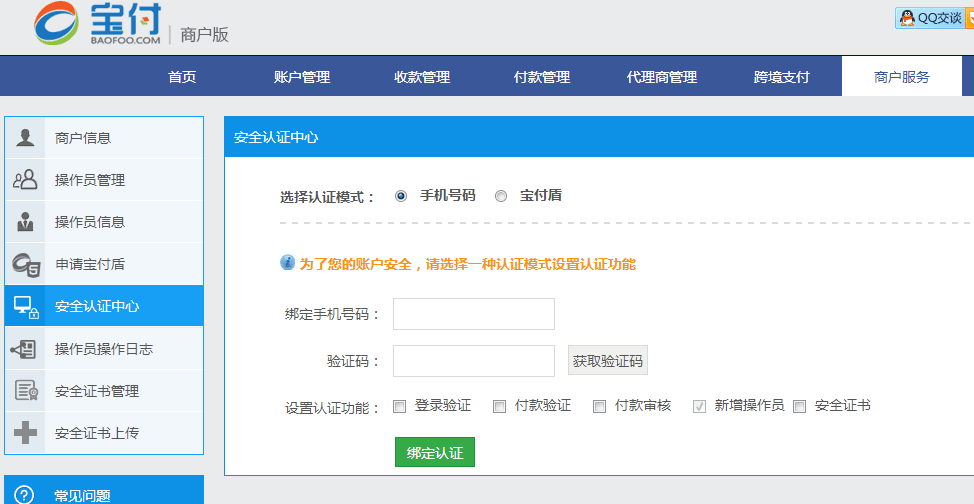 宝付
BAOFOO.COM
商户版
QQ交谈
首页 账户管理 收款管理 付款管理 代理商管理 跨境支付 商户服务
商户信息
操作员管理
操作员信息
申请宝付盾
安全认证中心
操作员操作日志
安全证书管理
安全证书上传
常见问题
安全认证中心
选择认证模式： 手机号码 宝付盾
为了您的账户安全，请选择一种认证模式设置认证功能
绑定手机号码：
验证码： 获取验证码
设置认证功能： 登录验证 付款验证 付款审核 新增操作员 安全证书
绑定认证